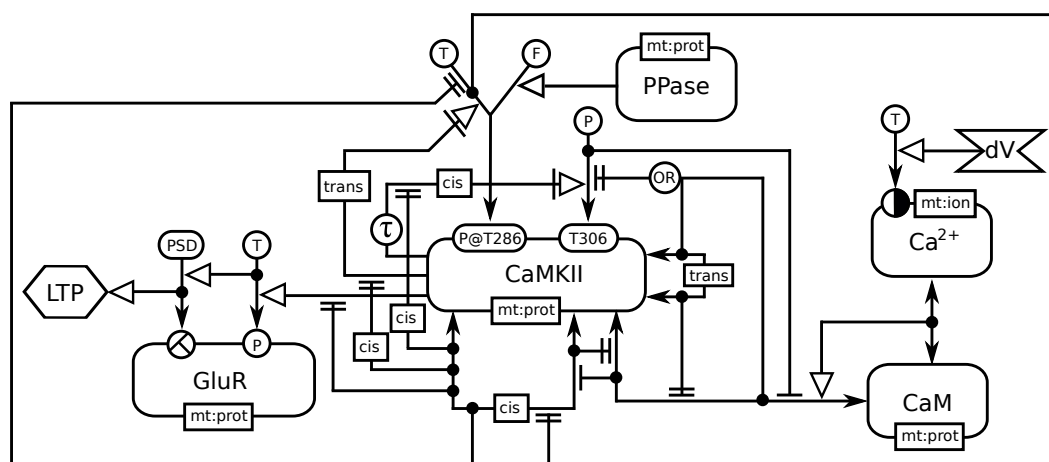 T
F
mt:prot
PPase
P
T
dV
trans
cis
OR
mt:ion
τ
P@T286
T306
Ca2+
PSD
T
CaMKII
trans
LTP
mt:prot
cis
P
cis
GluR
CaM
cis
mt:prot
mt:prot